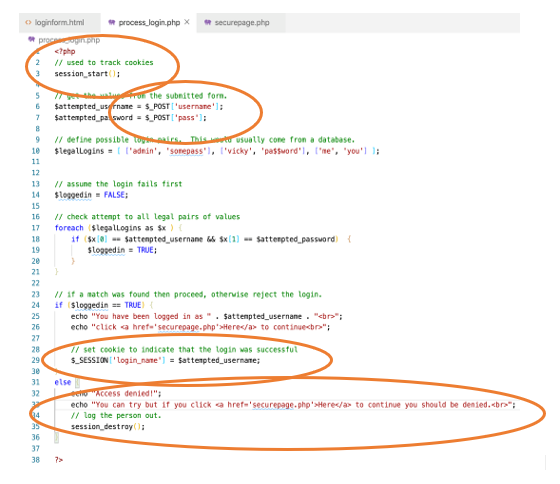 loginform.html process_login.php × securepage.php
process_login.php
1 <?php
2 // used to track cookies
3 session_start();
4
5 // get the values from the submitted form.
6 $attempted_username = $_POST['username'];
7 $attempted_password = $_POST['pass'];
8
9 // define possible login pairs. This would usually come from a database.
10 $legalLogins = [ ['admin', 'somepass'], ['vicky', 'pa$$word'], ['me', 'you'] ];
11
12
13 // assume the login fails first
14 $loggedin = FALSE;
15
16 // check attempt to all legal pairs of values
17 foreach ($legalLogins as $x ) {
18 if ($x[0] == $attempted_username && $x[1] == $attempted_password) {
19 $loggedin = TRUE;
20 }
21 }
22
23 // if a match was found then proceed, otherwise reject the login.
24 if ($loggedin == TRUE) {
25 echo "You have been logged in as " . $attempted_username . "<br>";
26 echo "click <a href='securepage.php'>Here</a> to continue<br>";
27
28 // set cookie to indicate that the login was successful
29 $_SESSION['login_name'] = $attempted_username;
30
31 else {
32 echo "Access denied!";
33 echo "You can try but if you click <a href='securepage.php'>Here</a> to continue you should be denied.<br>";
34 // log the person out.
35 session_destroy();
36 }
37
38 ?>